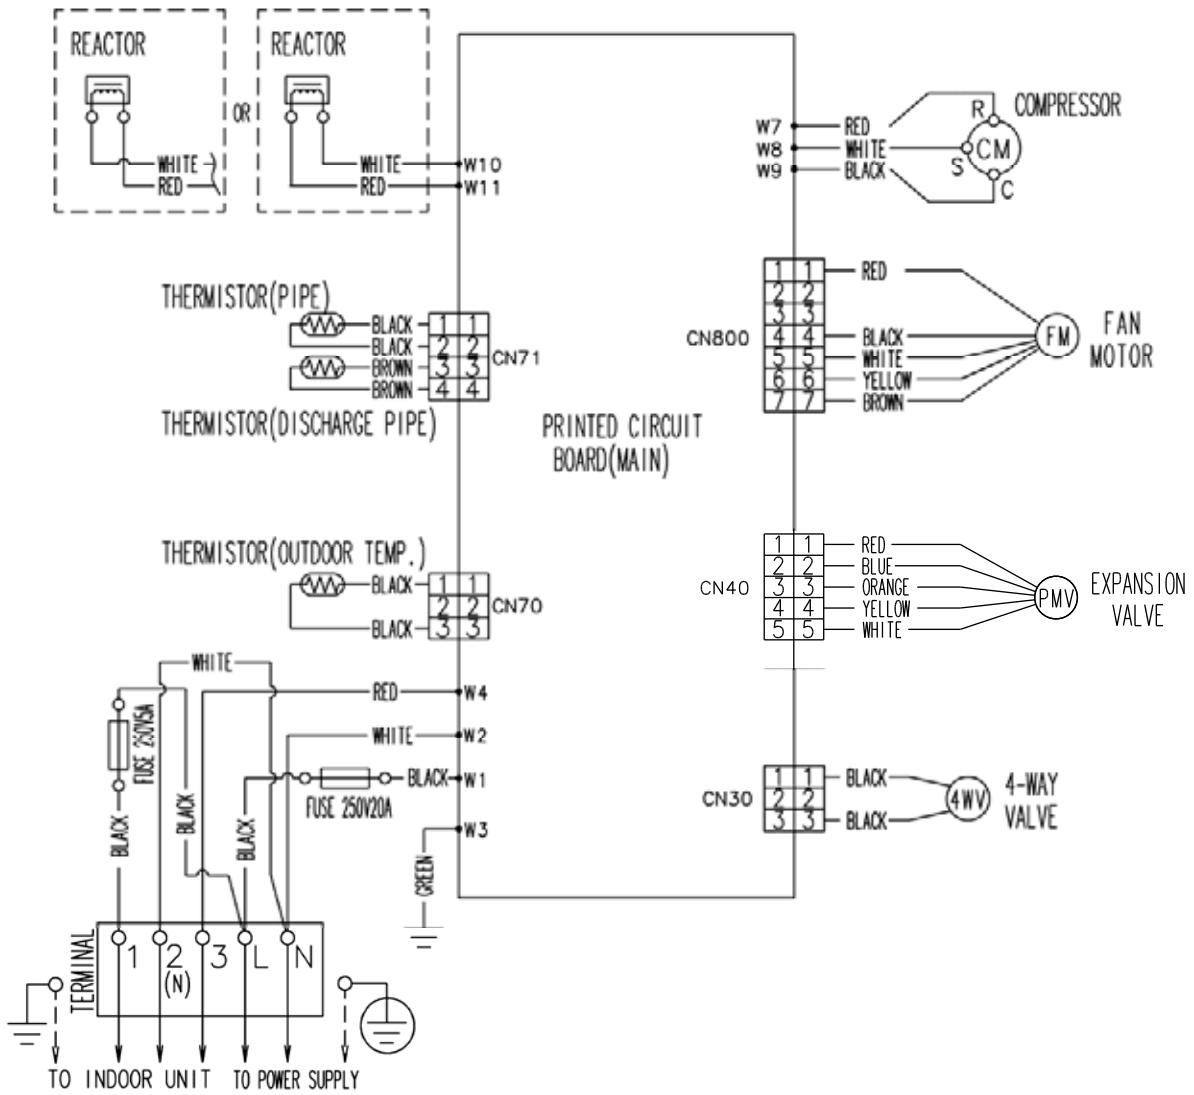 REACTOR
WHITE
RED
OR
REACTOR
WHITE
RED
W10
W11
W7
W8
W9
RED
WHITE
BLACK
R
S
C
CM
COMPRESSOR
THERMISTOR(PIPE)
BLACK 1 1
BLACK 2 2
BROWN 3 3
BROWN 4 4
CN71
THERMISTOR(DISCHARGE PIPE)
CN800
1 1 RED
2 2
3 3
4 4 BLACK
5 5 WHITE
6 6 YELLOW
7 7 BROWN
FM
FAN
MOTOR
PRINTED CIRCUIT
BOARD(MAIN)
THERMISTOR(OUTDOOR TEMP.)
BLACK 1 1
2 2
BLACK 3 3
CN70
CN40
1 1 RED
2 2 BLUE
3 3 ORANGE
4 4 YELLOW
5 5 WHITE
PMV
EXPANSION
VALVE
WHITE
RED W4
WHITE W2
BLACK W1
W3
FUSE 250V5A
FUSE 250V20A
BLACK
BLACK
BLACK
GREEN
CN30
1 1 BLACK
2 2
3 3 BLACK
4WV
4-WAY
VALVE
TERMINAL
1 2 3 L N
(N)
TO INDOOR UNIT
TO POWER SUPPLY